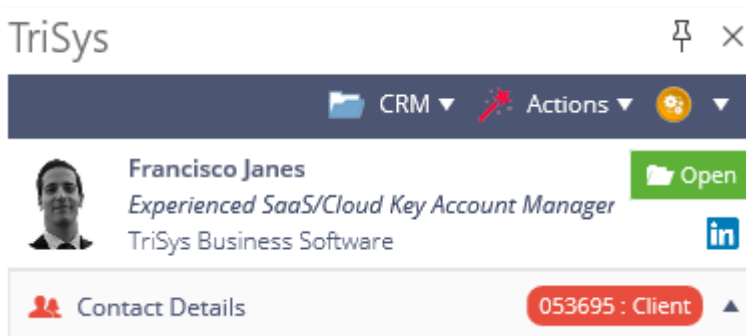 TriSys
CRM Actions
Francisco Janes
Open
Experienced SaaS/Cloud Key Account Manager
TriSys Business Software
in
Contact Details
053695 : Client